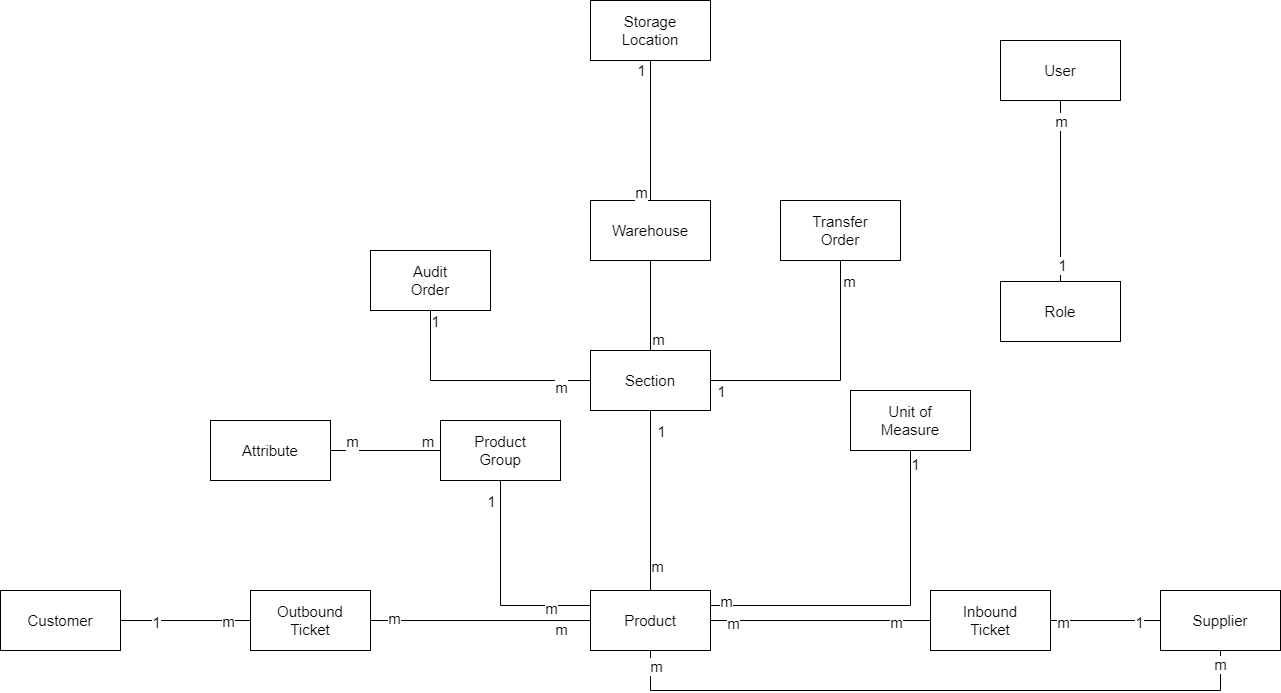 Storage
Location
1
User
m
m
Warehouse
Transfer
Order
Audit
Order
1
m
1
Role
m
Section
m
1
Unit of
Measure
1
Attribute
m
m
Product
Group
1
1
m
m
m
Customer
1
m
Outbound
Ticket
m
m
Product
m
m
Inbound
Ticket
m
1
Supplier
m
m